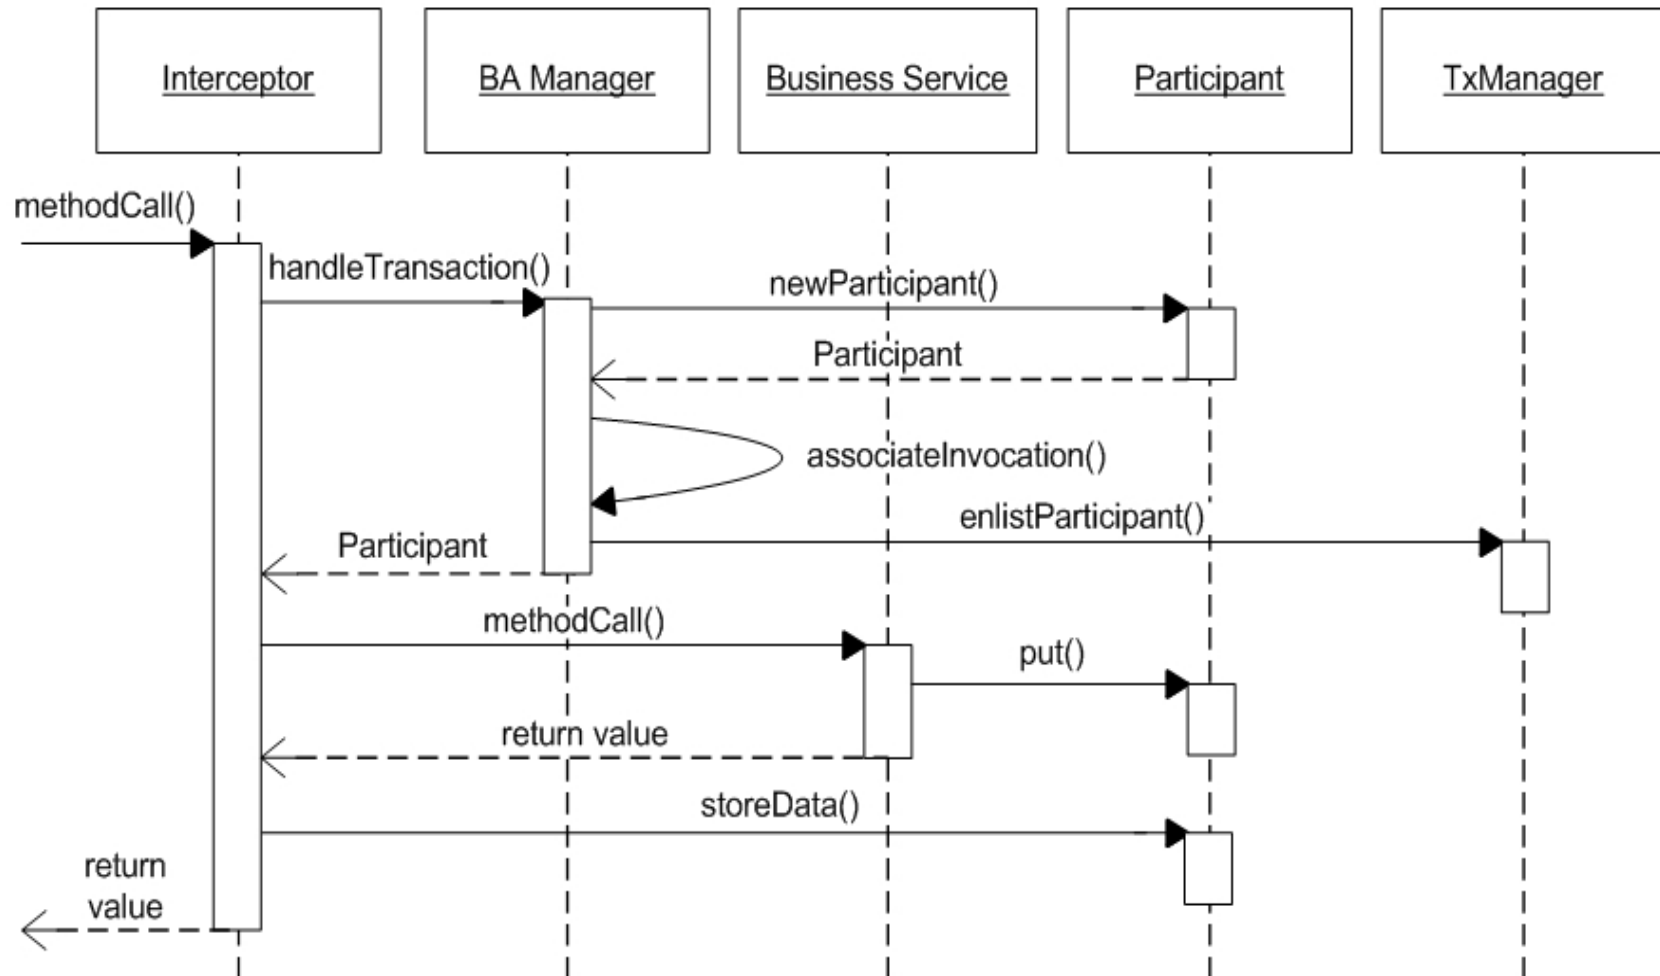 Interceptor
BA Manager
Business Service
Participant
TxManager
methodCall()
handleTransaction()
newParticipant()
Participant
associateInvocation()
enlistParticipant()
Participant
methodCall()
put()
return value
storeData()
return
value